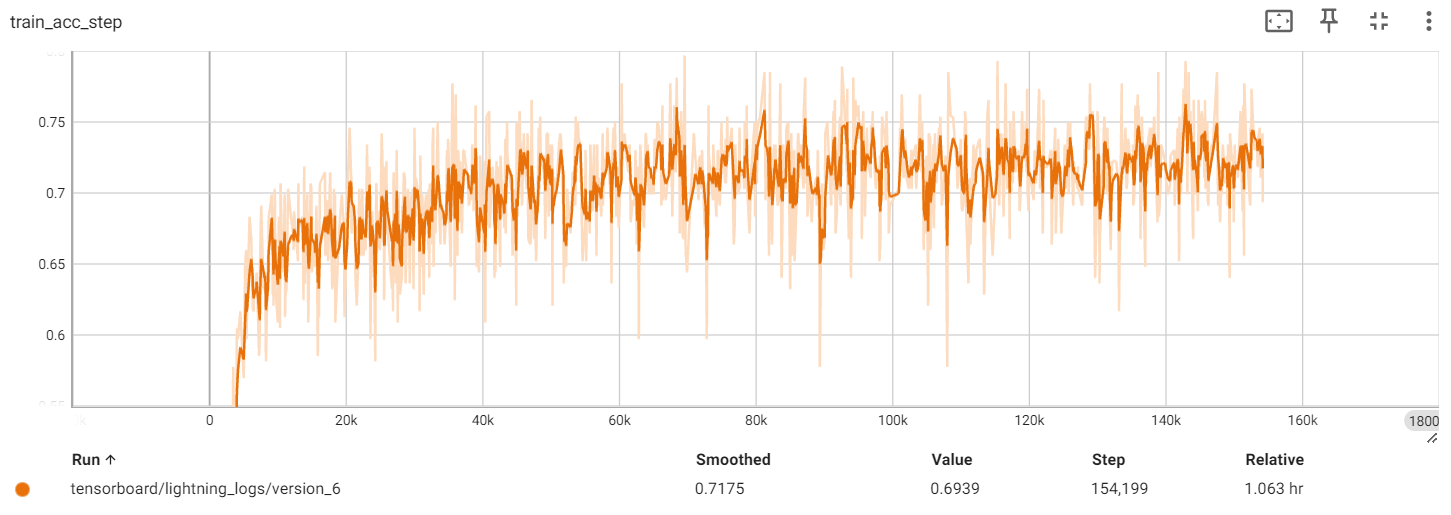 train_acc_step
0.75
0.7
0.65
0.6
0 20k 40k 60k 80k 100k 120k 140k 160k 1800
Run Smoothed Value Step Relative
tensorboard/lightning_logs/version_6 0.7175 0.6939 154,199 1.063 hr